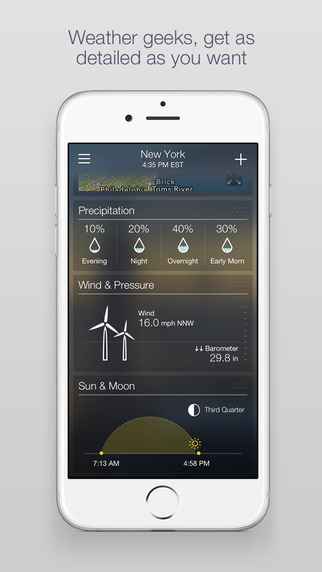 Weather geeks, get as
detailed as you want
New York
4:35 PM EST
Brick
Philadelphia Toms River
Precipitation
10% 20% 40% 30%
Evening Night Overnight Early Morn
Wind & Pressure
Wind
16.0 mph NNW
↓↓ Barometer
29.8 in
Sun & Moon
Third Quarter
7:13 AM 4:58 PM